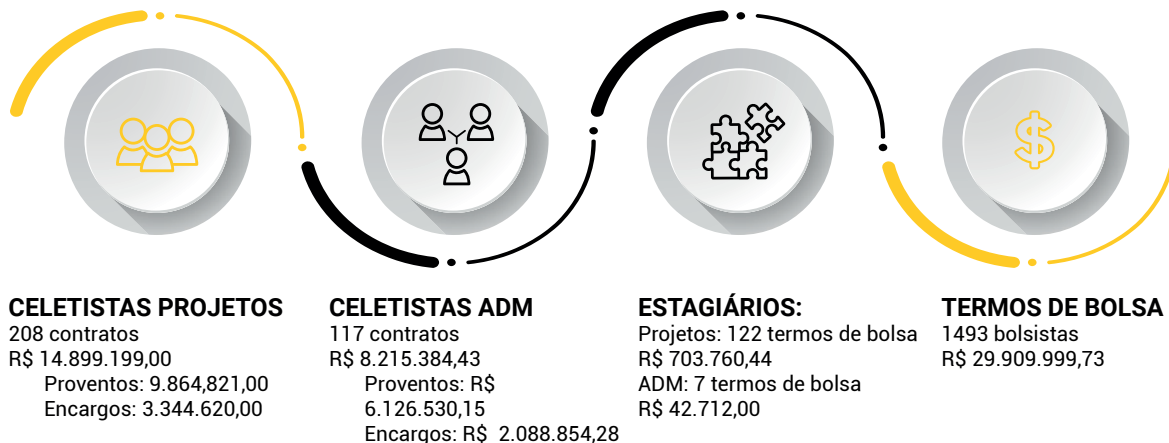 CELETISTAS PROJETOS
208 contratos
R$ 14.899.199,00
Proventos: 9.864,821,00
Encargos: 3.344.620,00
CELETISTAS ADM
117 contratos
R$ 8.215.384,43
Proventos: R$
6.126.530,15
Encargos: R$ 2.088.854,28
ESTAGIÁRIOS:
Projetos: 122 termos de bolsa
R$ 703.760,44
ADM: 7 termos de bolsa
R$ 42.712,00
TERMOS DE BOLSA
1493 bolsistas
R$ 29.909.999,73